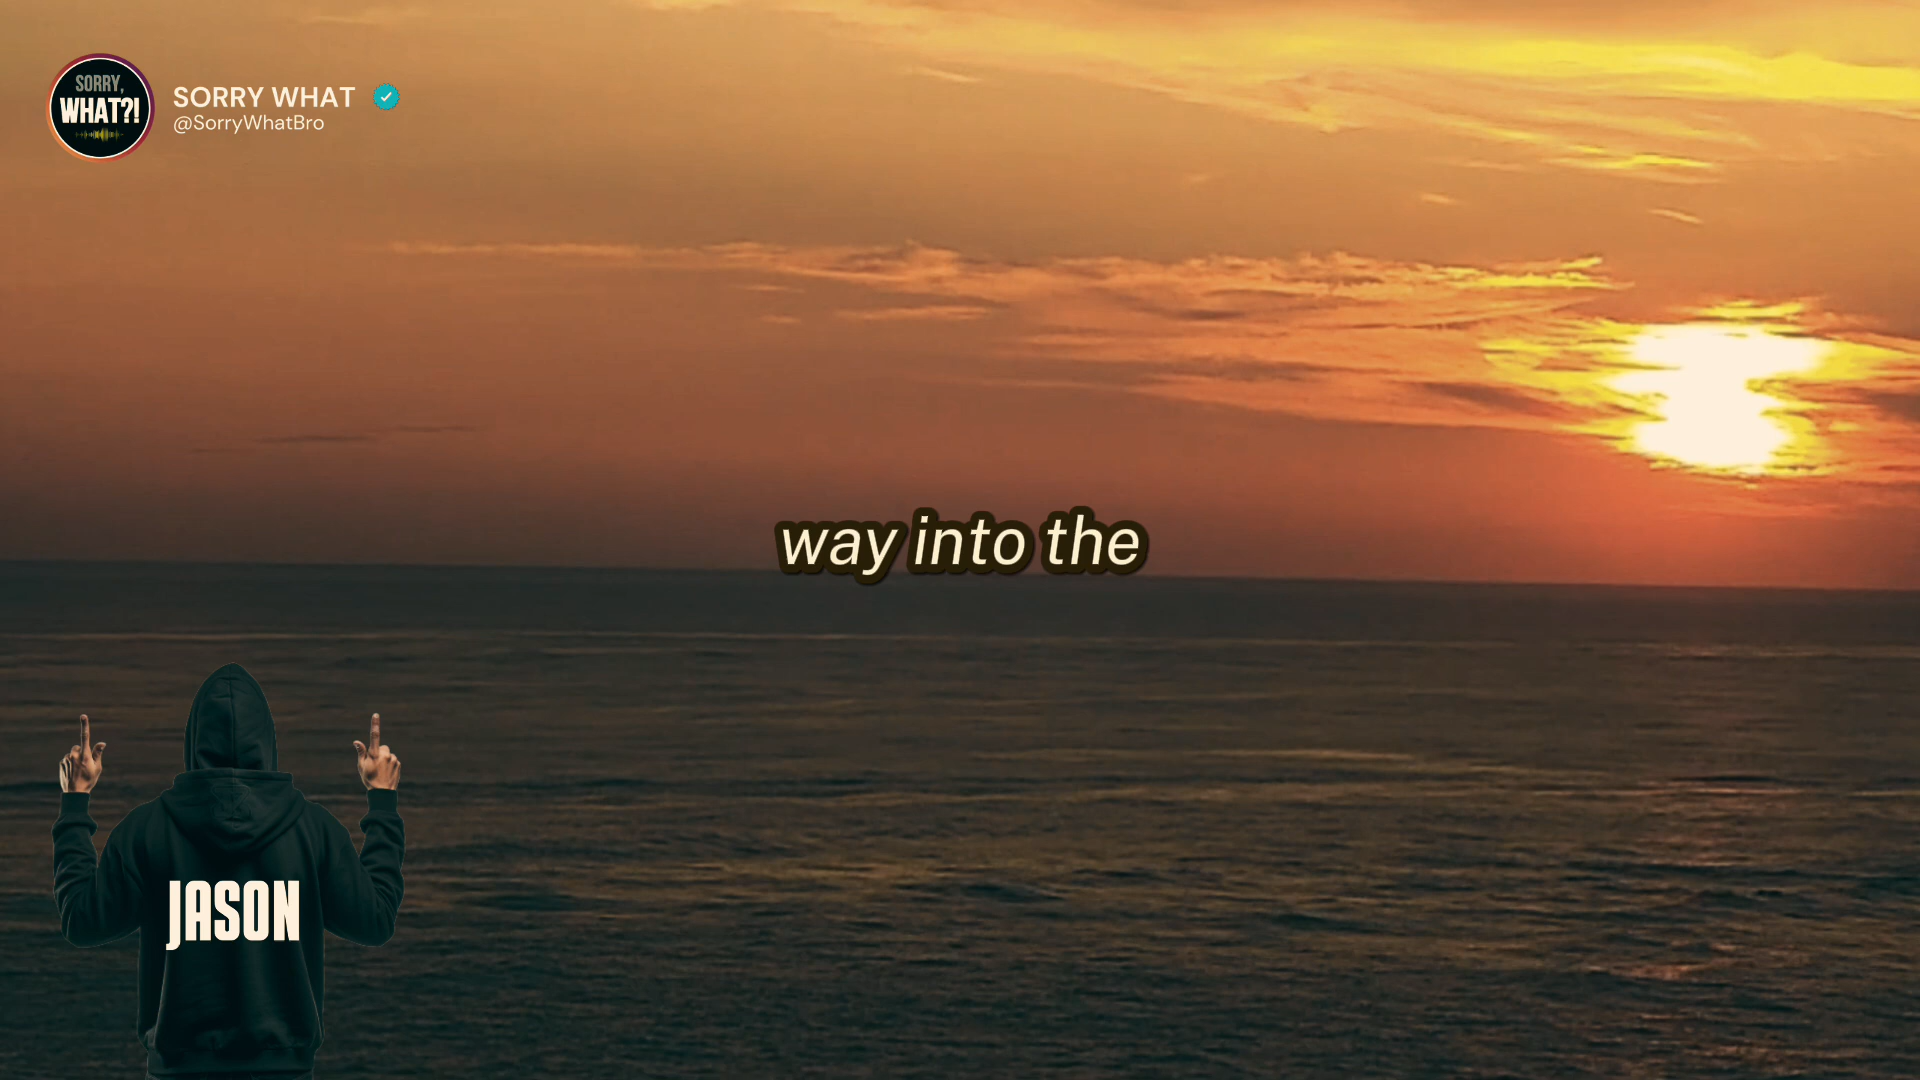 SORRY,
WHAT?!
SORRY WHAT
@SorryWhatBro
way into the
JASON